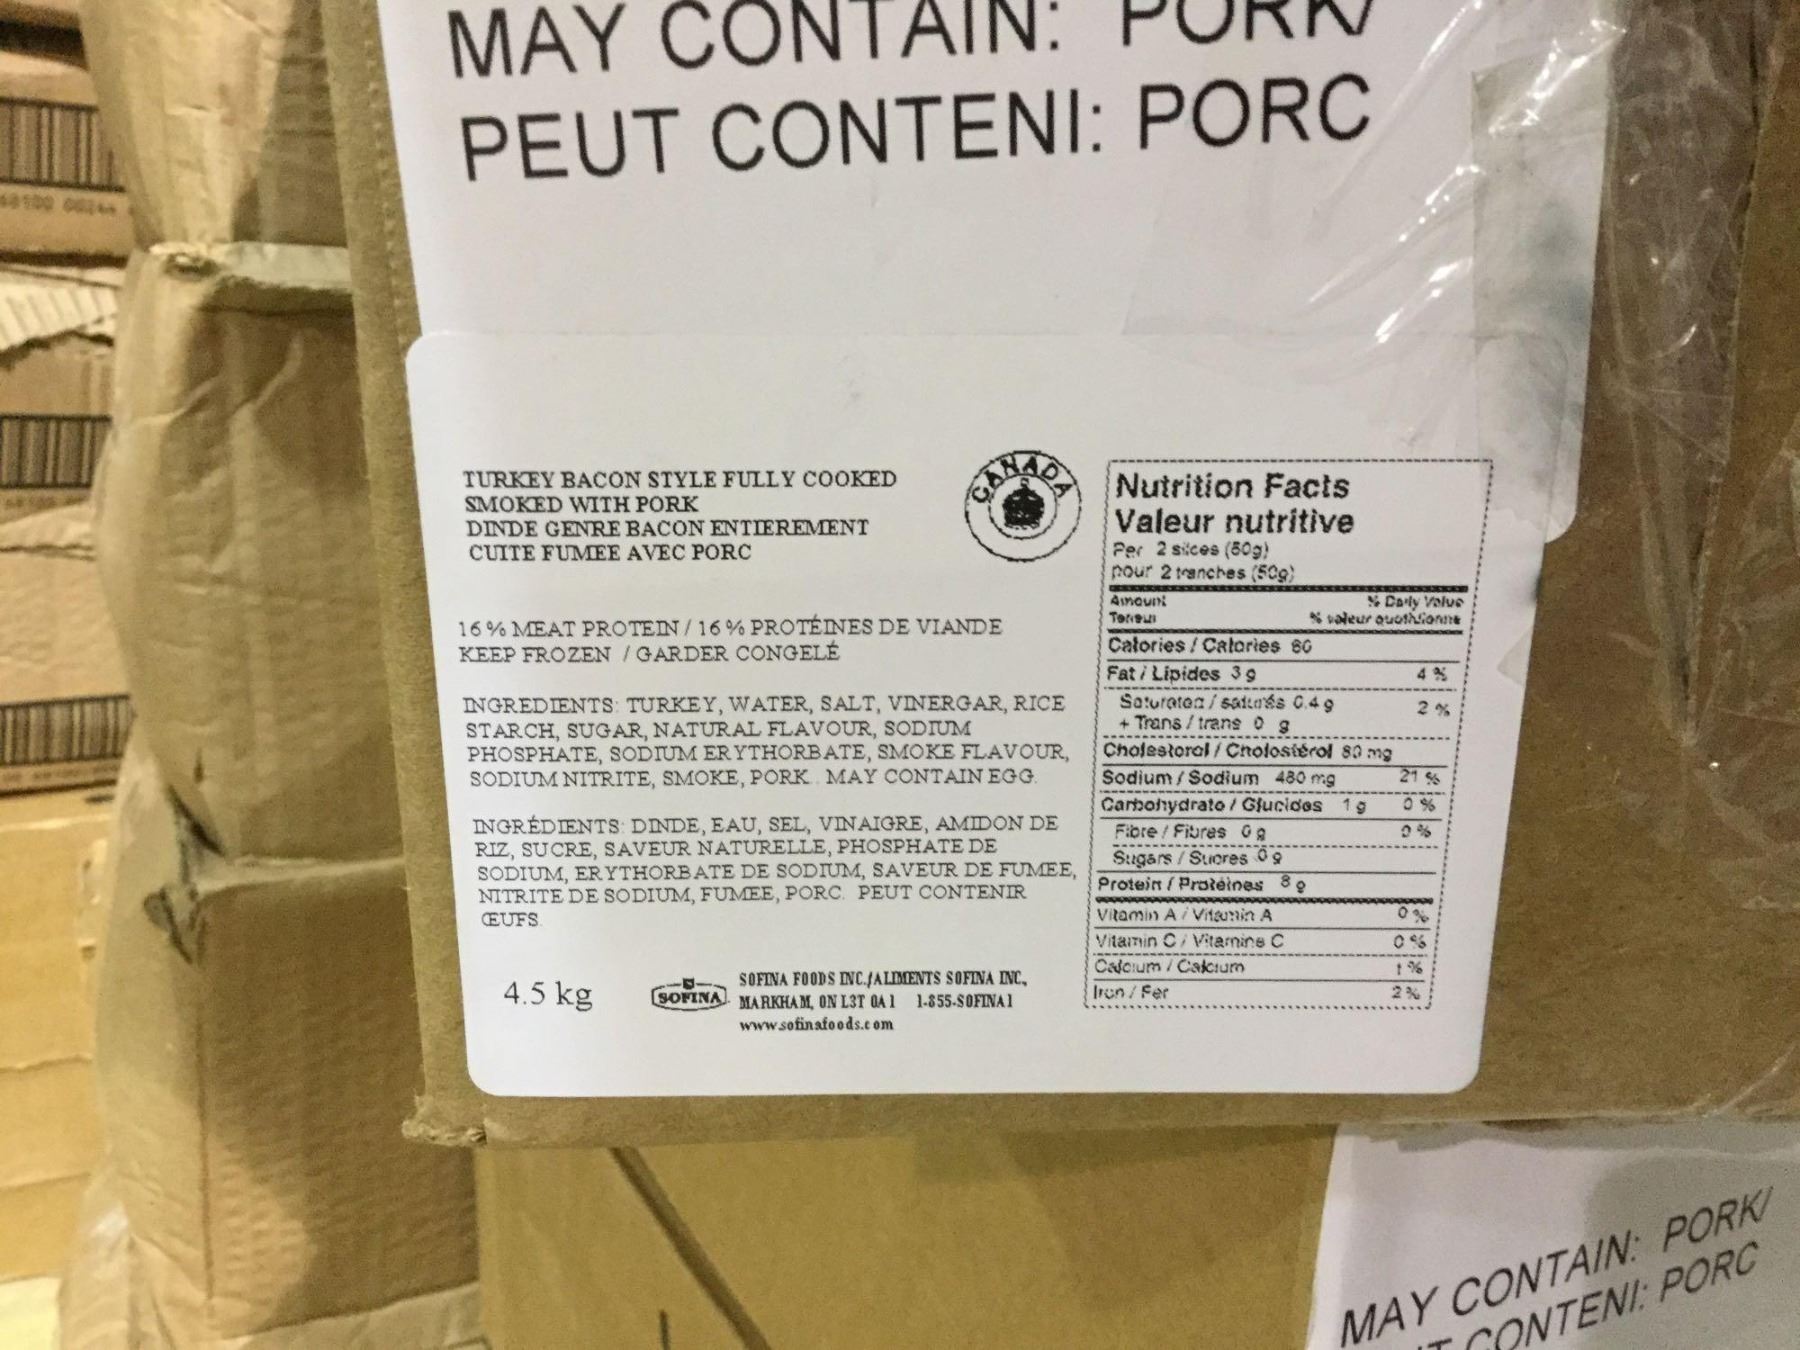 MAY CONTAIN: PORK/
PEUT CONTENI: PORC
TURKEY BACON STYLE FULLY COOKED
SMOKED WITH PORK
DINDE GENRE BACON ENTIEREMENT
CUITE FUMEE AVEC PORC
CANADA
16 % MEAT PROTEIN / 16 % PROTÉINES DE VIANDE
KEEP FROZEN / GARDER CONGELÉ
INGREDIENTS: TURKEY, WATER, SALT, VINERGAR, RICE
STARCH, SUGAR, NATURAL FLAVOUR, SODIUM
PHOSPHATE, SODIUM ERYTHORBATE, SMOKE FLAVOUR,
SODIUM NITRITE, SMOKE, PORK.. MAY CONTAIN EGG.
INGRÉDIENTS: DINDE, EAU, SEL, VINAIGRE, AMIDON DE
RIZ, SUCRE, SAVEUR NATURELLE, PHOSPHATE DE
SODIUM, ERYTHORBATE DE SODIUM, SAVEUR DE FUMEE,
NITRITE DE SODIUM, FUMEE, PORC. PEUT CONTENIR
ŒUFS.
4.5 kg
SOFINA
SOFINA FOODS INC./ALIMENTS SOFINA INC,
MARKHAM, ON L3T 0A1 1-855-SOFINA1
www.sofinafoods.com
Nutrition Facts
Valeur nutritive
Per 2 slices (50g)
pour 2 tranches (50g)
Amount % Daily Value
Teneur % valeur quotidienne
Calories / Calories 80
Fat / Lipides 3 g 4 %
Saturated / saturés 0.4 g 2 %
+ Trans / trans 0 g
Cholesterol / Cholestérol 80 mg
Sodium / Sodium 480 mg 21 %
Carbohydrate / Glucides 1 g 0 %
Fibre / Fibres 0 g 0 %
Sugars / Sucres 0 g
Protein / Protéines 8 g
Vitamin A / Vitamin A 0 %
Vitamin C / Vitamine C 0 %
Calcium / Calcium 1 %
Iron / Fer 2 %
MAY CONTAIN: PORK/
CONTENI: PORC